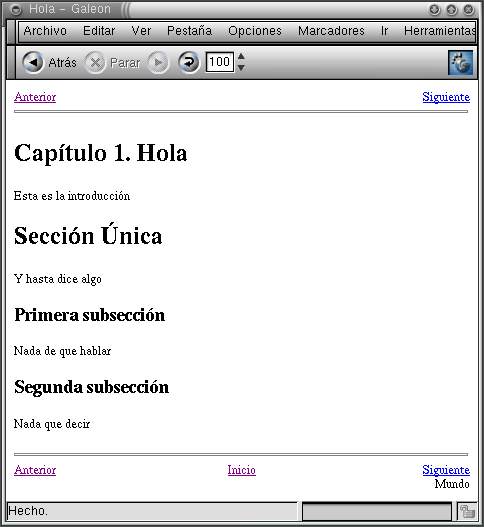 Hola - Galeon
Archivo Editar Ver Pestaña Opciones Marcadores Ir Herramientas
Atrás Parar 100
Anterior Siguiente
Capítulo 1. Hola
Esta es la introducción
Sección Única
Y hasta dice algo
Primera subsección
Nada de que hablar
Segunda subsección
Nada que decir
Anterior Inicio Siguiente
Mundo
Hecho.